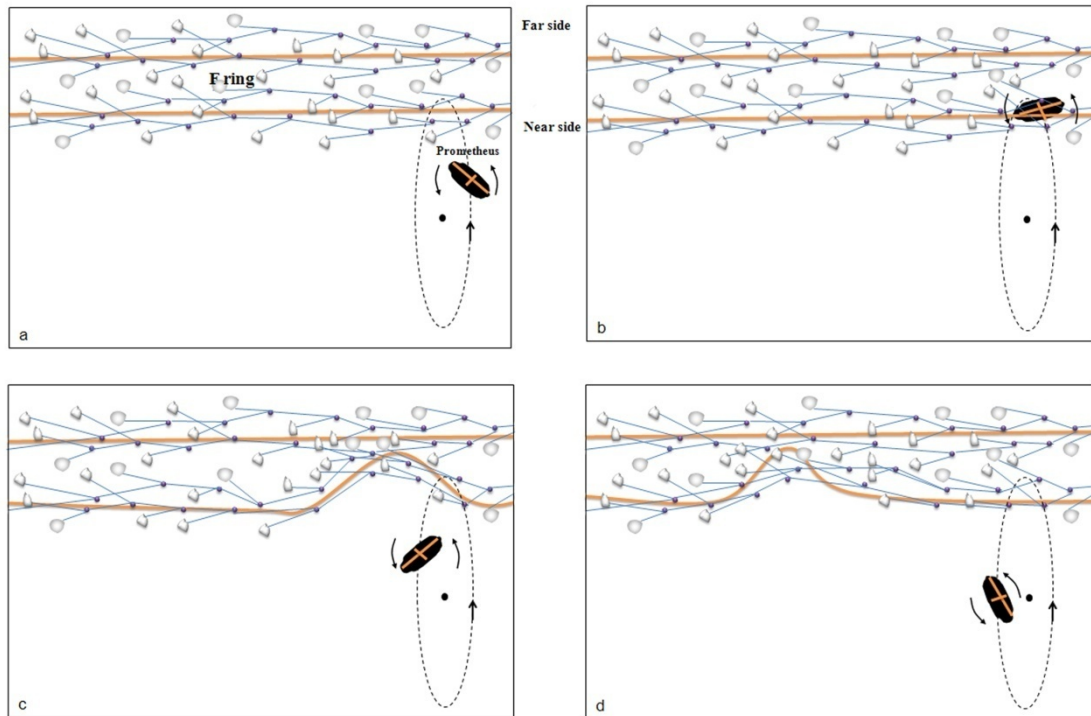 Far side
F ring
Near side
Prometheus
a
b
c
d